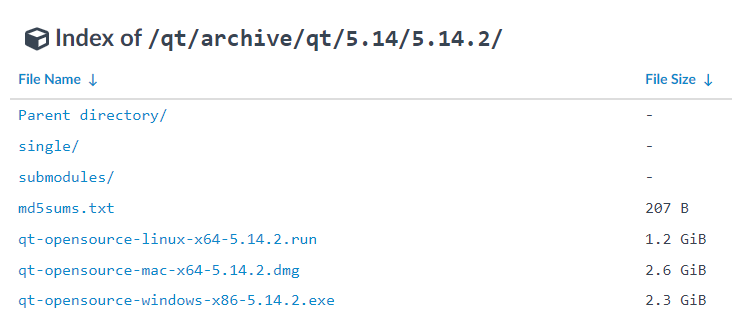 Index of /qt/archive/qt/5.14/5.14.2/
File Name ↓ File Size ↓
Parent directory/ -
single/ -
submodules/ -
md5sums.txt 207 B
qt-opensource-linux-x64-5.14.2.run 1.2 GiB
qt-opensource-mac-x64-5.14.2.dmg 2.6 GiB
qt-opensource-windows-x86-5.14.2.exe 2.3 GiB